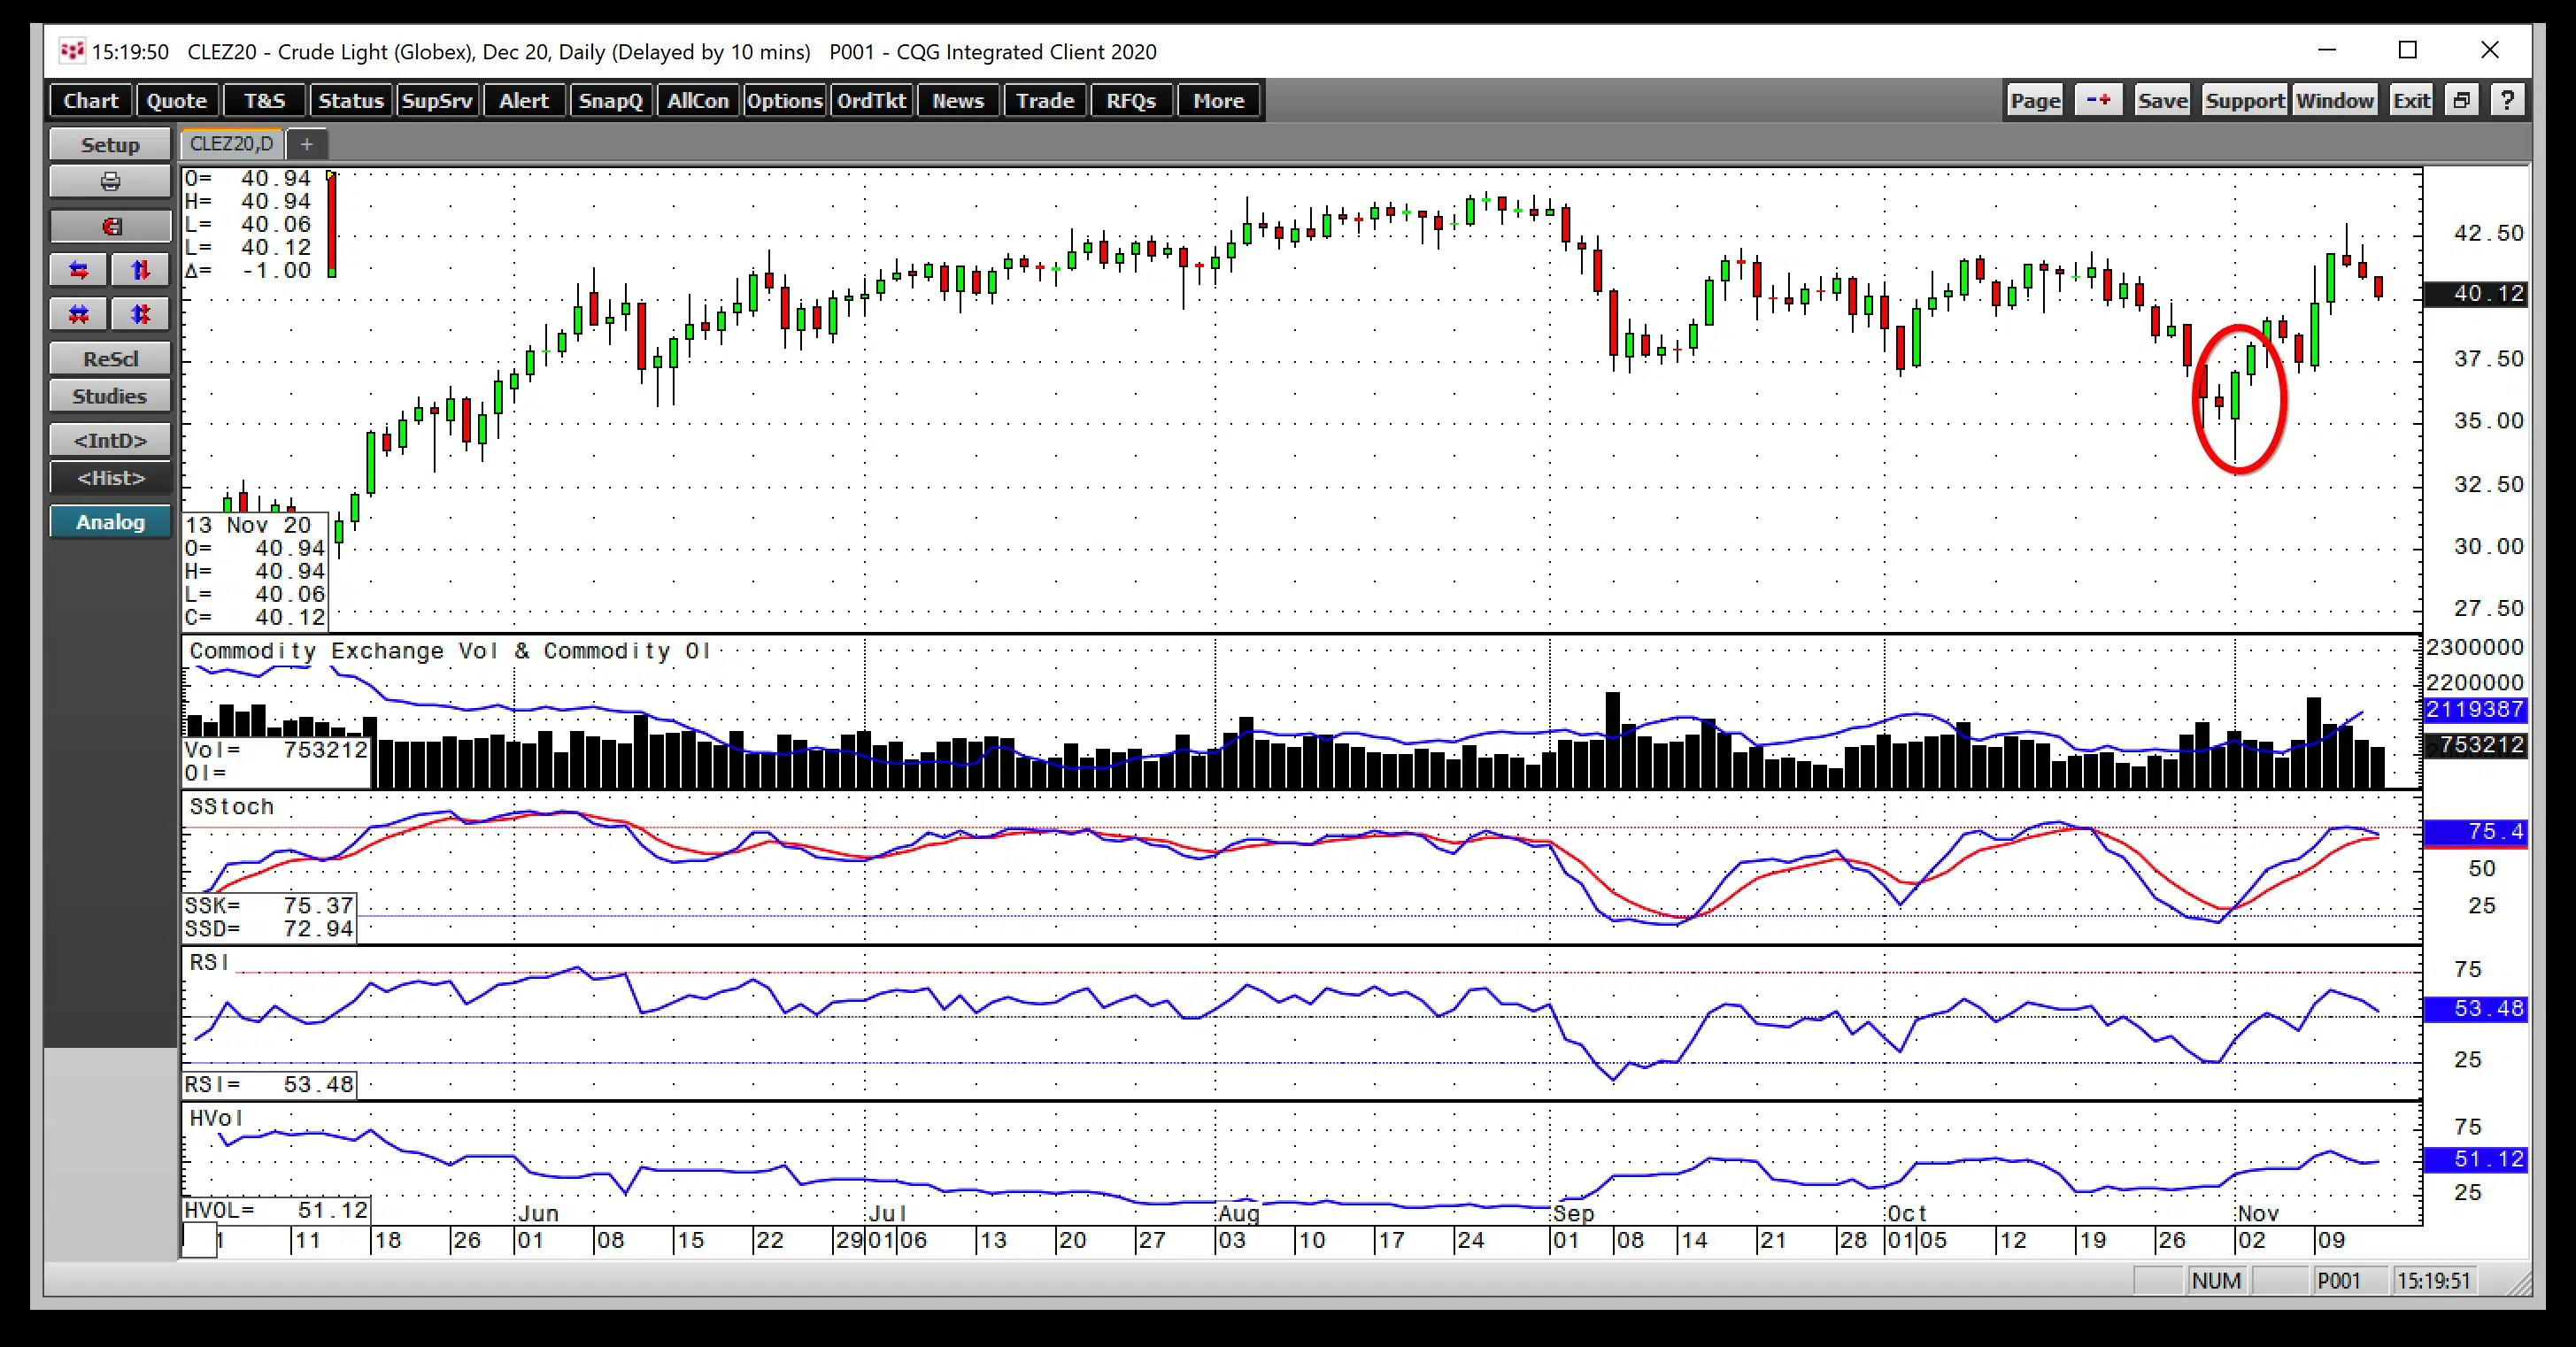 15:19:50 CLEZ20 - Crude Light (Globex), Dec 20, Daily (Delayed by 10 mins) P001 - CQG Integrated Client 2020
Chart Quote T&S Status SupSrv Alert SnapQ AllCon Options OrdTkt News Trade RFQs More Page -+ Save Support Window Exit ?
Setup
CLEZ20,D +
ReScl
Studies
<IntD>
<Hist>
Analog
O= 40.94
H= 40.94
L= 40.06
L= 40.12
Δ= -1.00
13 Nov 20
O= 40.94
H= 40.94
L= 40.06
C= 40.12
42.50
40.12
37.50
35.00
32.50
30.00
27.50
Commodity Exchange Vol & Commodity OI
Vol= 753212
OI=
2300000
2200000
2119387
753212
SStoch
SSK= 75.37
SSD= 72.94
75.4
50
25
RSI
RSI= 53.48
75
53.48
25
HVol
HVOL= 51.12
75
51.12
25
Jun Jul Aug Sep Oct Nov
11 18 26 01 08 15 22 29 01 06 13 20 27 03 10 17 24 01 08 14 21 28 01 05 12 19 26 02 09
NUM P001 15:19:51